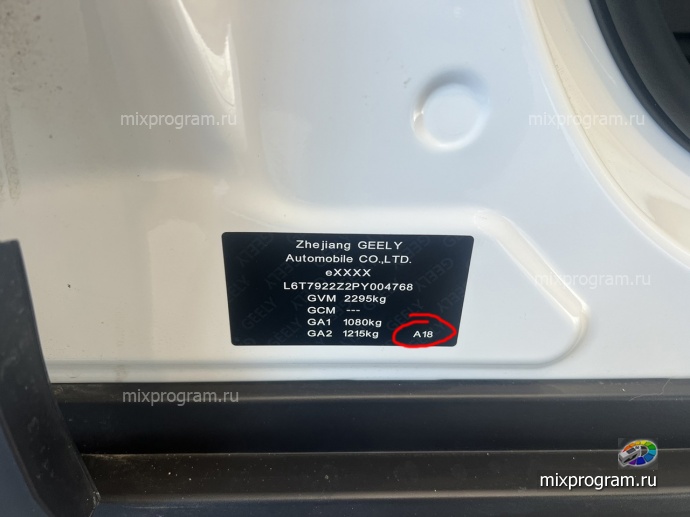 mixprogram.ru
mixprogram.ru
Zhejiang GEELY
Automobile CO.,LTD.
eXXXX
L6T7922Z2PY004768
GVM 2295kg
GCM ---
GA1 1080kg
GA2 1215kg A18
mixprogram.ru
mixprogram.ru
mixprogram.ru